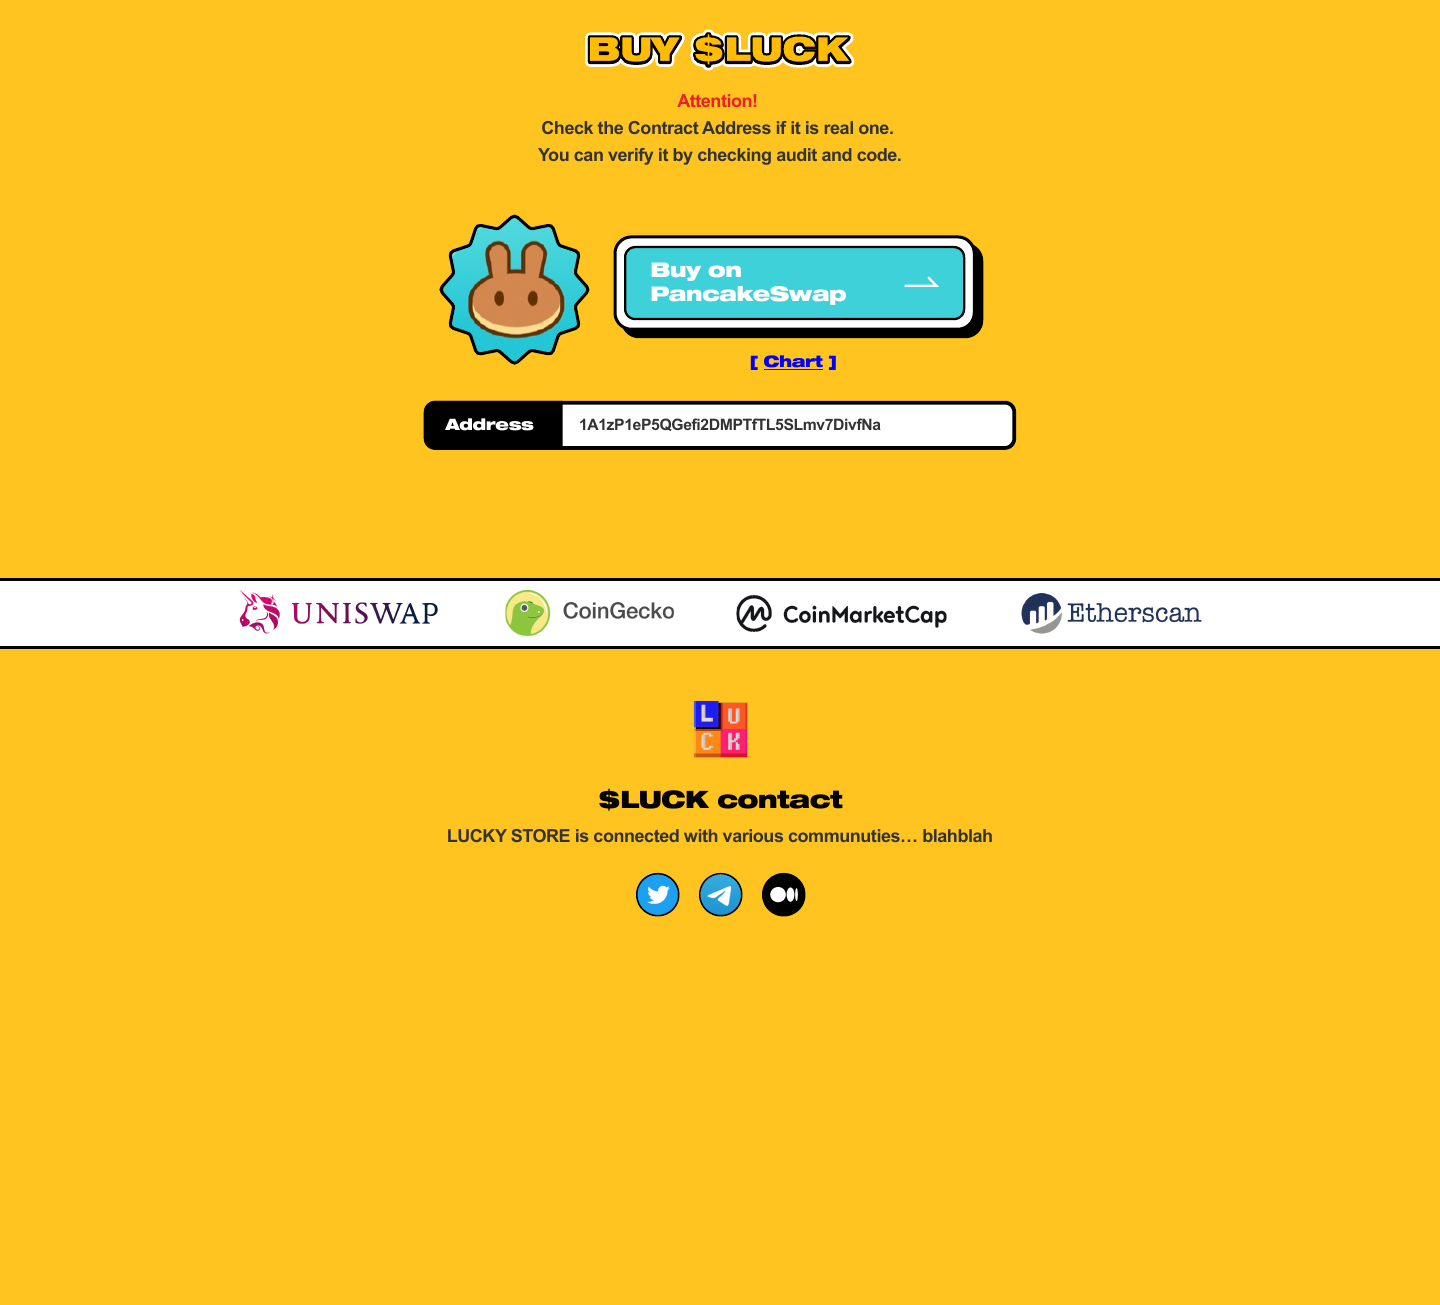 BUY $LUCK
Attention!
Check the Contract Address if it is real one.
You can verify it by checking audit and code.
Buy on
PancakeSwap
[ Chart ]
Address 1A1zP1eP5QGefi2DMPTfTL5SLmv7DivfNa
UNISWAP CoinGecko CoinMarketCap Etherscan
L U
C K
$LUCK contact
LUCKY STORE is connected with various communuties… blahblah